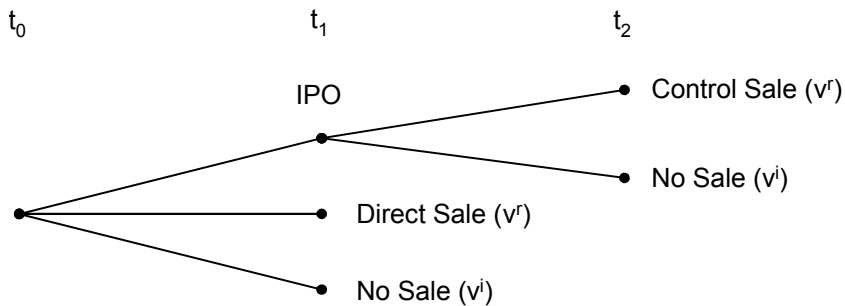 t₀ t₁ t₂
IPO
Control Sale (vʳ)
No Sale (vⁱ)
Direct Sale (vʳ)
No Sale (vⁱ)